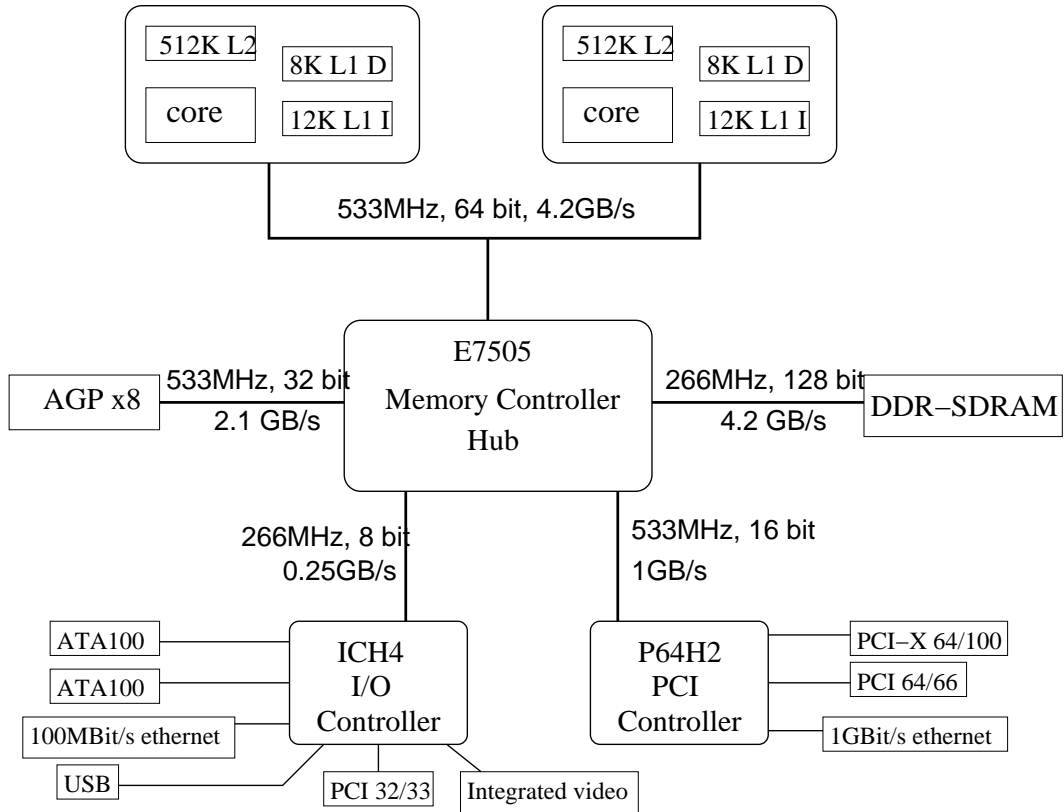 512K L2
8K L1 D
core
12K L1 I
512K L2
8K L1 D
core
12K L1 I
533MHz, 64 bit, 4.2GB/s
E7505
Memory Controller
Hub
AGP x8
533MHz, 32 bit
2.1 GB/s
266MHz, 128 bit
4.2 GB/s
DDR–SDRAM
266MHz, 8 bit
0.25GB/s
533MHz, 16 bit
1GB/s
ATA100
ATA100
100MBit/s ethernet
USB
ICH4
I/O
Controller
PCI 32/33
Integrated video
P64H2
PCI
Controller
PCI–X 64/100
PCI 64/66
1GBit/s ethernet